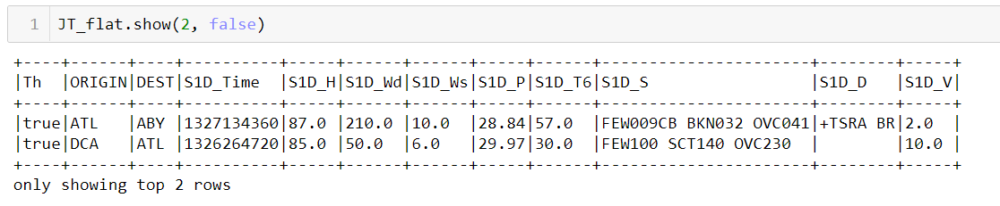 1 JT_flat.show(2, false)
+----+------+----+----------+-----+------+------+-----+------+----------------------+--------+-----+
|Th  |ORIGIN|DEST|S1D_Time  |S1D_H|S1D_Wd|S1D_Ws|S1D_P|S1D_T6|S1D_S                 |S1D_D   |S1D_V|
+----+------+----+----------+-----+------+------+-----+------+----------------------+--------+-----+
|true|ATL   |ABY |1327134360|87.0 |210.0 |10.0  |28.84|57.0  |FEW009CB BKN032 OVC041|+TSRA BR|2.0  |
|true|DCA   |ATL |1326264720|85.0 |50.0  |6.0   |29.97|30.0  |FEW100 SCT140 OVC230  |        |10.0 |
+----+------+----+----------+-----+------+------+-----+------+----------------------+--------+-----+
only showing top 2 rows